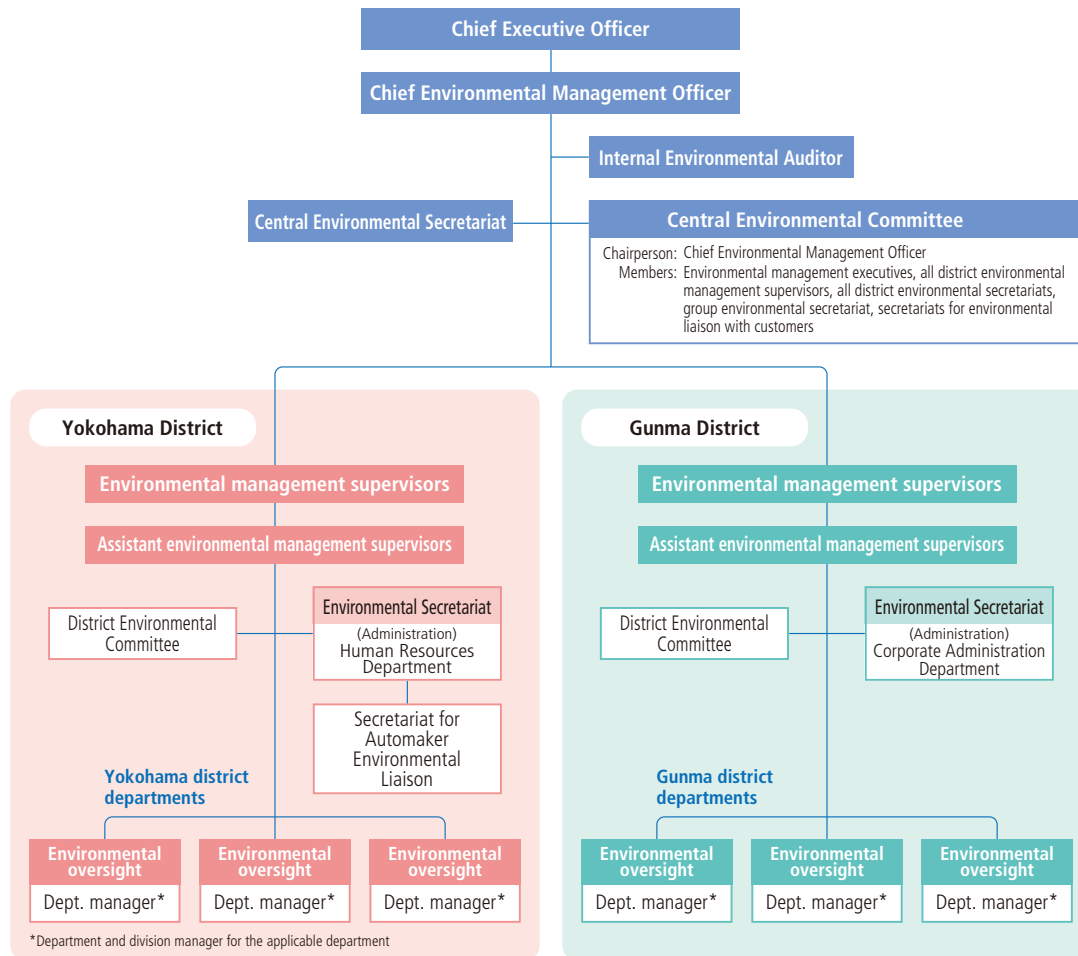 Chief Executive Officer
Chief Environmental Management Officer
Internal Environmental Auditor
Central Environmental Secretariat
Central Environmental Committee
Chairperson: Chief Environmental Management Officer
Members: Environmental management executives, all district environmental
management supervisors, all district environmental secretariats,
group environmental secretariat, secretariats for environmental
liaison with customers
Yokohama District
Environmental management supervisors
Assistant environmental management supervisors
District Environmental
Committee
Environmental Secretariat
(Administration)
Human Resources
Department
Secretariat for
Automaker
Environmental
Liaison
Yokohama district
departments
Environmental
oversight
Dept. manager*
Environmental
oversight
Dept. manager*
Environmental
oversight
Dept. manager*
*Department and division manager for the applicable department
Gunma District
Environmental management supervisors
Assistant environmental management supervisors
District Environmental
Committee
Environmental Secretariat
(Administration)
Corporate Administration
Department
Gunma district
departments
Environmental
oversight
Dept. manager*
Environmental
oversight
Dept. manager*
Environmental
oversight
Dept. manager*